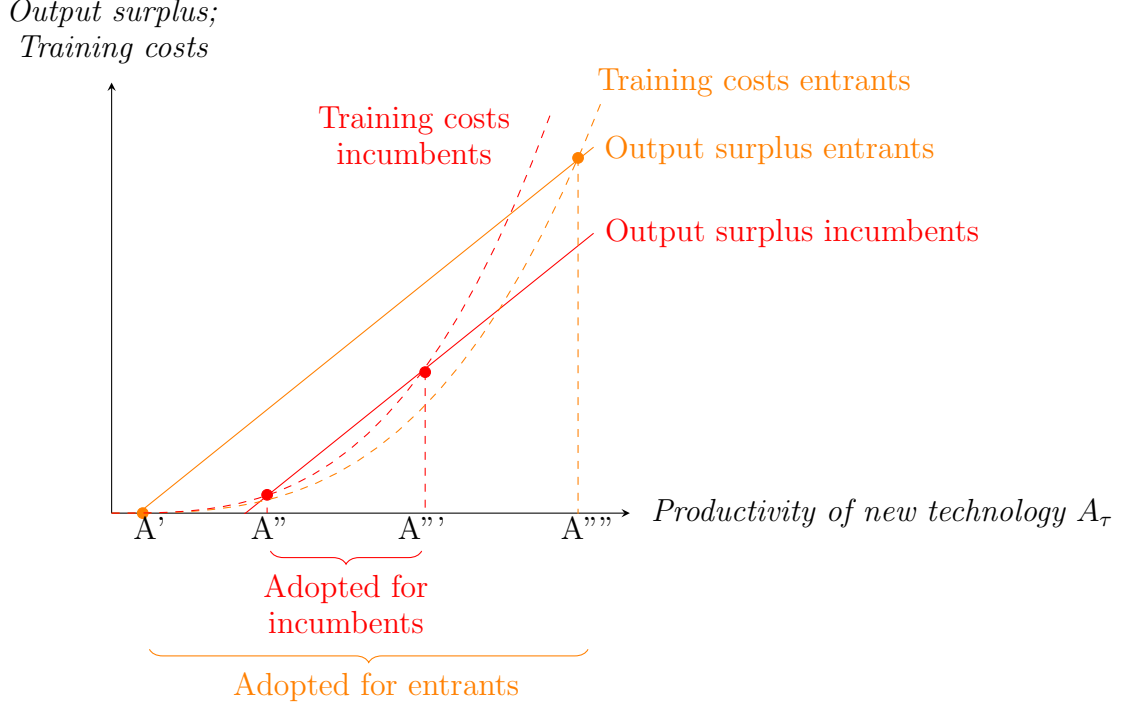 Output surplus;
Training costs
Training costs entrants
Training costs
incumbents
Output surplus entrants
Output surplus incumbents
Productivity of new technology Aτ
A' A'' A''' A''''
Adopted for
incumbents
Adopted for entrants